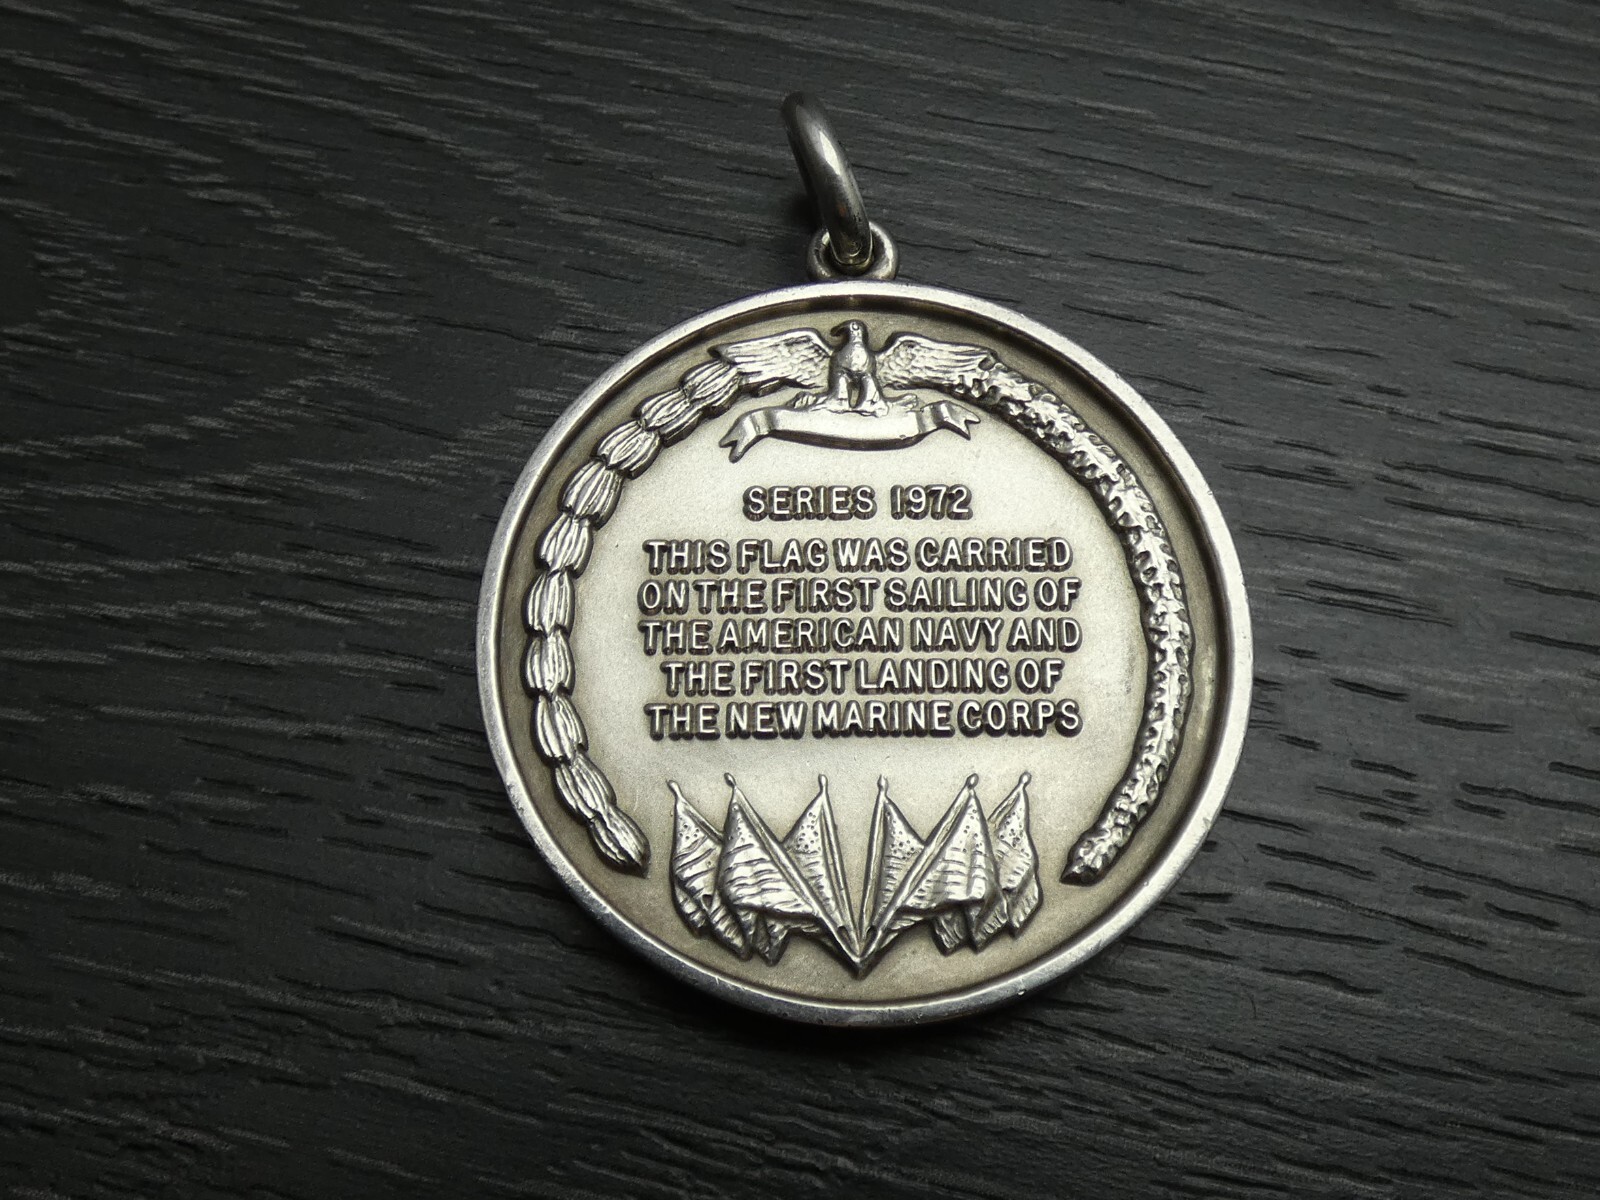 SERIES 1972
THIS FLAG WAS CARRIED
ON THE FIRST SAILING OF
THE AMERICAN NAVY AND
THE FIRST LANDING OF
THE NEW MARINE CORPS